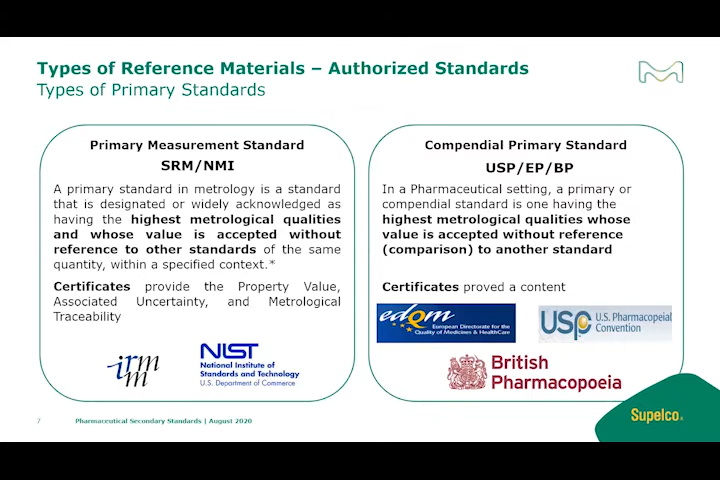 Types of Reference Materials – Authorized Standards
Types of Primary Standards
Primary Measurement Standard
SRM/NMI
A primary standard in metrology is a standard
that is designated or widely acknowledged as
having the highest metrological qualities
and whose value is accepted without
reference to other standards of the same
quantity, within a specified context.*
Certificates provide the Property Value,
Associated Uncertainty, and Metrological
Traceability
irmm
NIST
National Institute of
Standards and Technology
U.S. Department of Commerce
Compendial Primary Standard
USP/EP/BP
In a Pharmaceutical setting, a primary or
compendial standard is one having the
highest metrological qualities whose
value is accepted without reference
(comparison) to another standard
Certificates proved a content
edqm
European Directorate for the
Quality of Medicines & HealthCare
USP
U.S. Pharmacopeial
Convention
British
Pharmacopoeia
7
Pharmaceutical Secondary Standards | August 2020
Supelco®